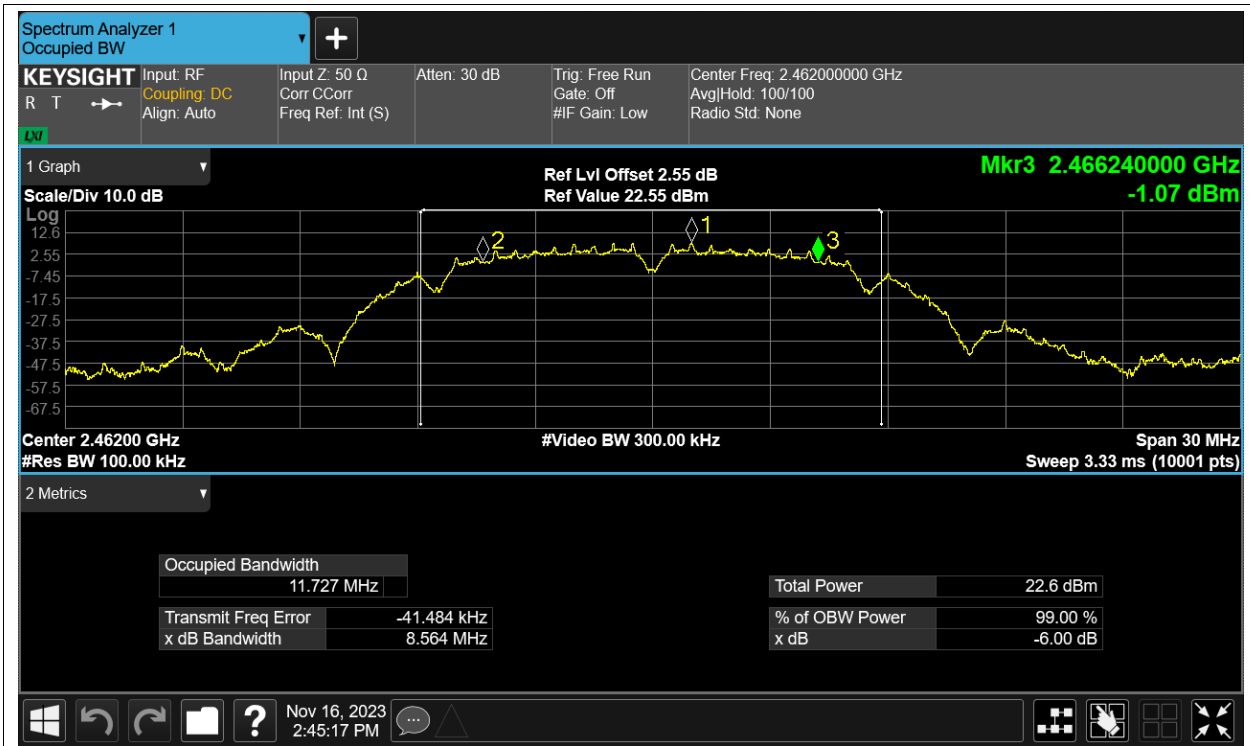 Spectrum Analyzer 1
Occupied BW
KEYSIGHT
R T
LXI
Input: RF
Coupling: DC
Align: Auto
Input Z: 50 Ω
Corr CCorr
Freq Ref: Int (S)
Atten: 30 dB
Trig: Free Run
Gate: Off
#IF Gain: Low
Center Freq: 2.462000000 GHz
Avg|Hold: 100/100
Radio Std: None
1 Graph
Scale/Div 10.0 dB
Ref Lvl Offset 2.55 dB
Ref Value 22.55 dBm
Mkr3 2.466240000 GHz
-1.07 dBm
Log
12.6
2.55
-7.45
-17.5
-27.5
-37.5
-47.5
-57.5
-67.5
2
1
3
Center 2.46200 GHz
#Res BW 100.00 kHz
#Video BW 300.00 kHz
Span 30 MHz
Sweep 3.33 ms (10001 pts)
2 Metrics
Occupied Bandwidth
11.727 MHz
Transmit Freq Error -41.484 kHz
x dB Bandwidth 8.564 MHz
Total Power 22.6 dBm
% of OBW Power 99.00 %
x dB -6.00 dB
?
Nov 16, 2023
2:45:17 PM